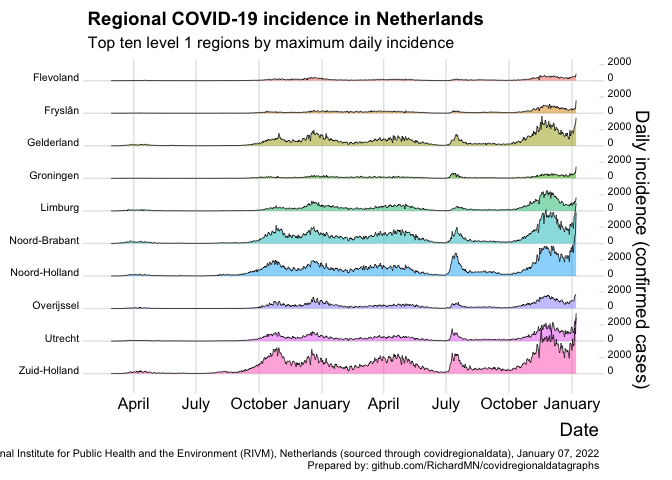 Regional COVID-19 incidence in Netherlands
Top ten level 1 regions by maximum daily incidence
Flevoland
2000
0
Fryslân
2000
0
Gelderland
2000
0
Groningen
2000
0
Limburg
2000
0
Noord-Brabant
2000
0
Noord-Holland
2000
0
Overijssel
2000
0
Utrecht
2000
0
Zuid-Holland
2000
0
Daily incidence (confirmed cases)
April July October January April July October January
Date
nal Institute for Public Health and the Environment (RIVM), Netherlands (sourced through covidregionaldata), January 07, 2022
Prepared by: github.com/RichardMN/covidregionaldatagraphs